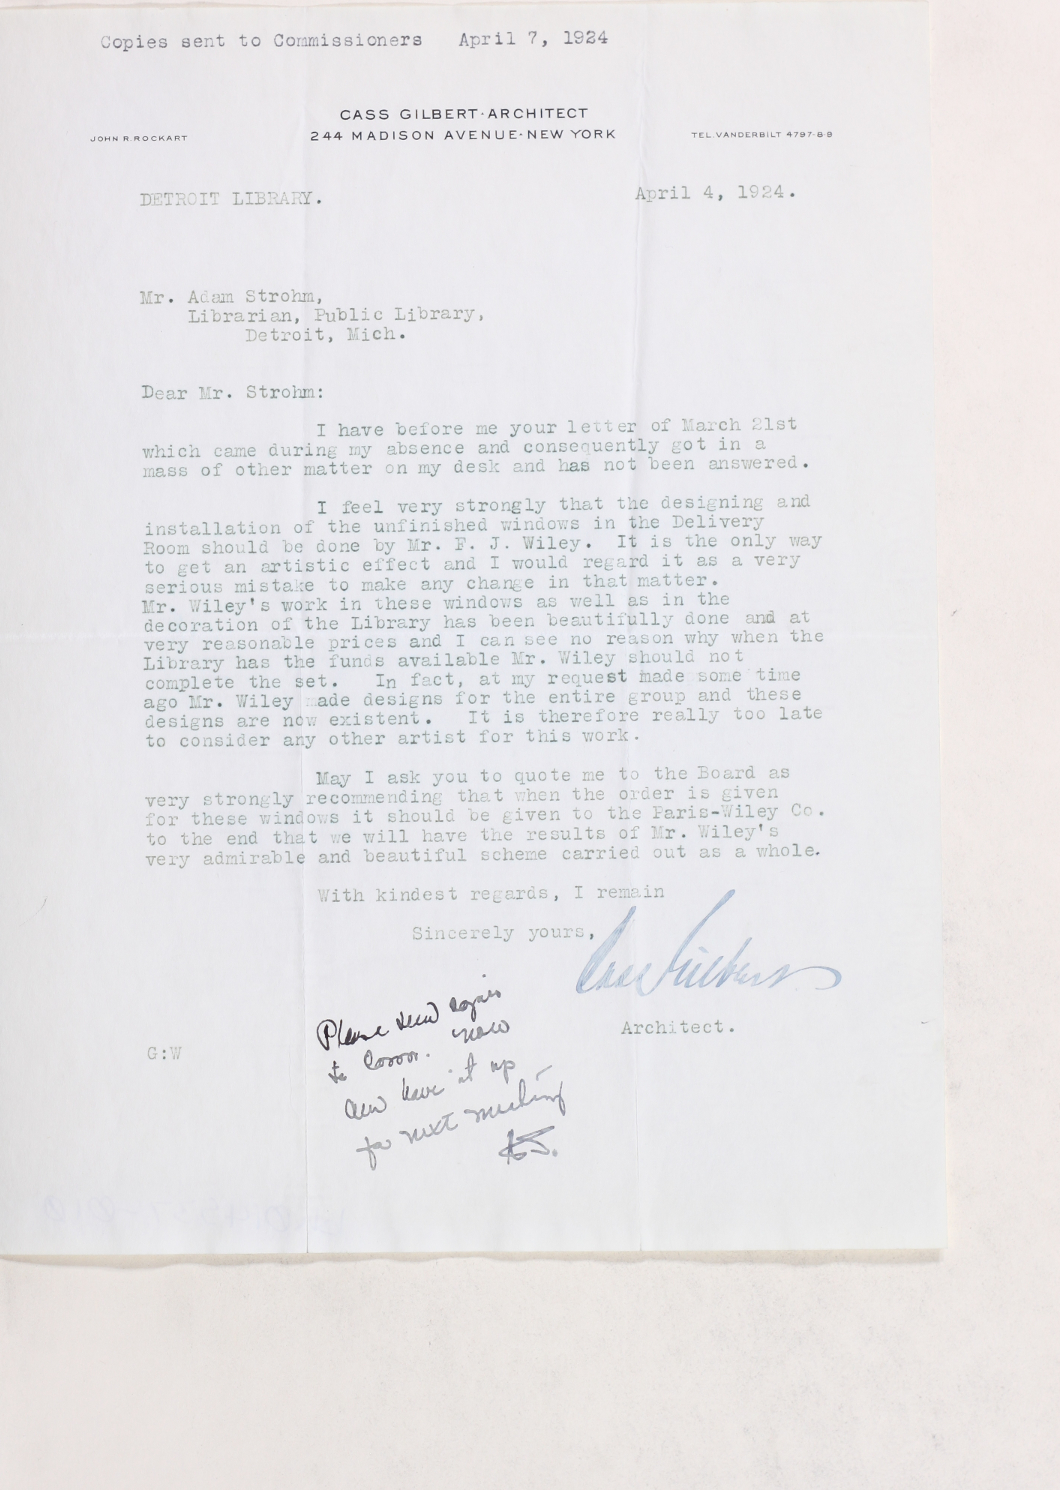 Copies sent to Commissioners April 7, 1924
CASS GILBERT·ARCHITECT
JOHN R. ROCKART 244 MADISON AVENUE·NEW YORK TEL. VANDERBILT 4797-8-9
DETROIT LIBRARY. April 4, 1924.
Mr. Adam Strohm,
Librarian, Public Library,
Detroit, Mich.
Dear Mr. Strohm:
I have before me your letter of March 21st
which came during my absence and consequently got in a
mass of other matter on my desk and has not been answered.
I feel very strongly that the designing and
installation of the unfinished windows in the Delivery
Room should be done by Mr. F. J. Wiley. It is the only way
to get an artistic effect and I would regard it as a very
serious mistake to make any change in that matter.
Mr. Wiley's work in these windows as well as in the
decoration of the Library has been beautifully done and at
very reasonable prices and I can see no reason why when the
Library has the funds available Mr. Wiley should not
complete the set. In fact, at my request made some time
ago Mr. Wiley made designs for the entire group and these
designs are now existent. It is therefore really too late
to consider any other artist for this work.
May I ask you to quote me to the Board as
very strongly recommending that when the order is given
for these windows it should be given to the Paris-Wiley Co.
to the end that we will have the results of Mr. Wiley's
very admirable and beautiful scheme carried out as a whole.
With kindest regards, I remain
Sincerely yours,
Cass Gilbert
Architect.
G:W
Please send copies
to Comm. now
and have it up
for next meeting
AS.